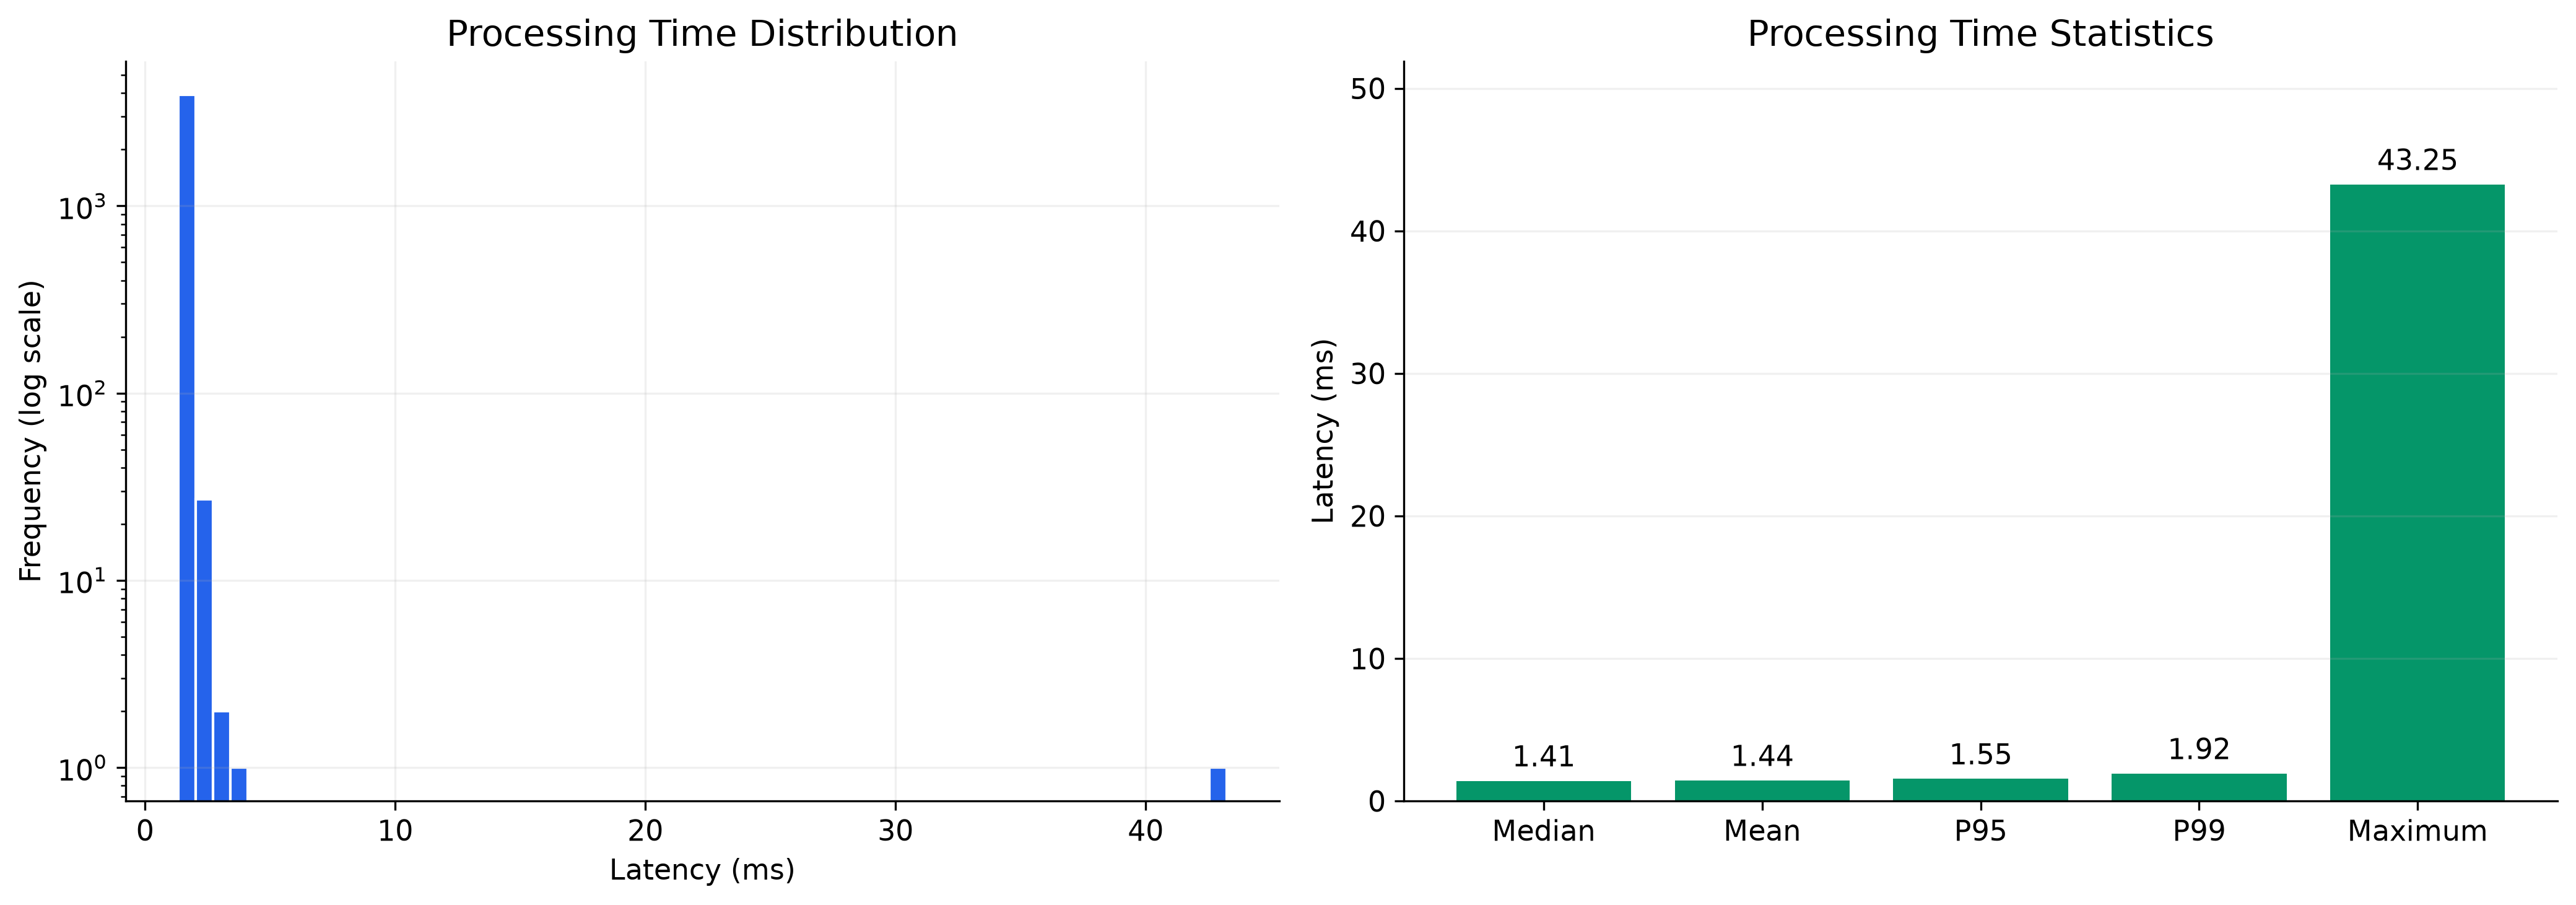 Processing Time Distribution
Frequency (log scale)
10³
10²
10¹
10⁰
0 10 20 30 40
Latency (ms)
Processing Time Statistics
Latency (ms)
50
40
30
20
10
0
1.41 1.44 1.55 1.92 43.25
Median Mean P95 P99 Maximum